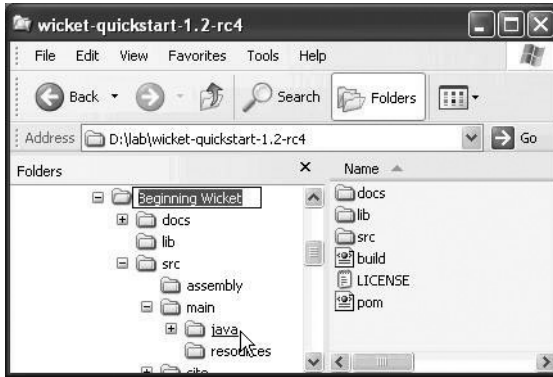 wicket-quickstart-1.2-rc4
File Edit View Favorites Tools Help
Back Search Folders
Address D:\lab\wicket-quickstart-1.2-rc4 Go
Folders
Name
Beginning Wicket
docs
lib
src
assembly
main
java
resources
docs
lib
src
build
LICENSE
pom